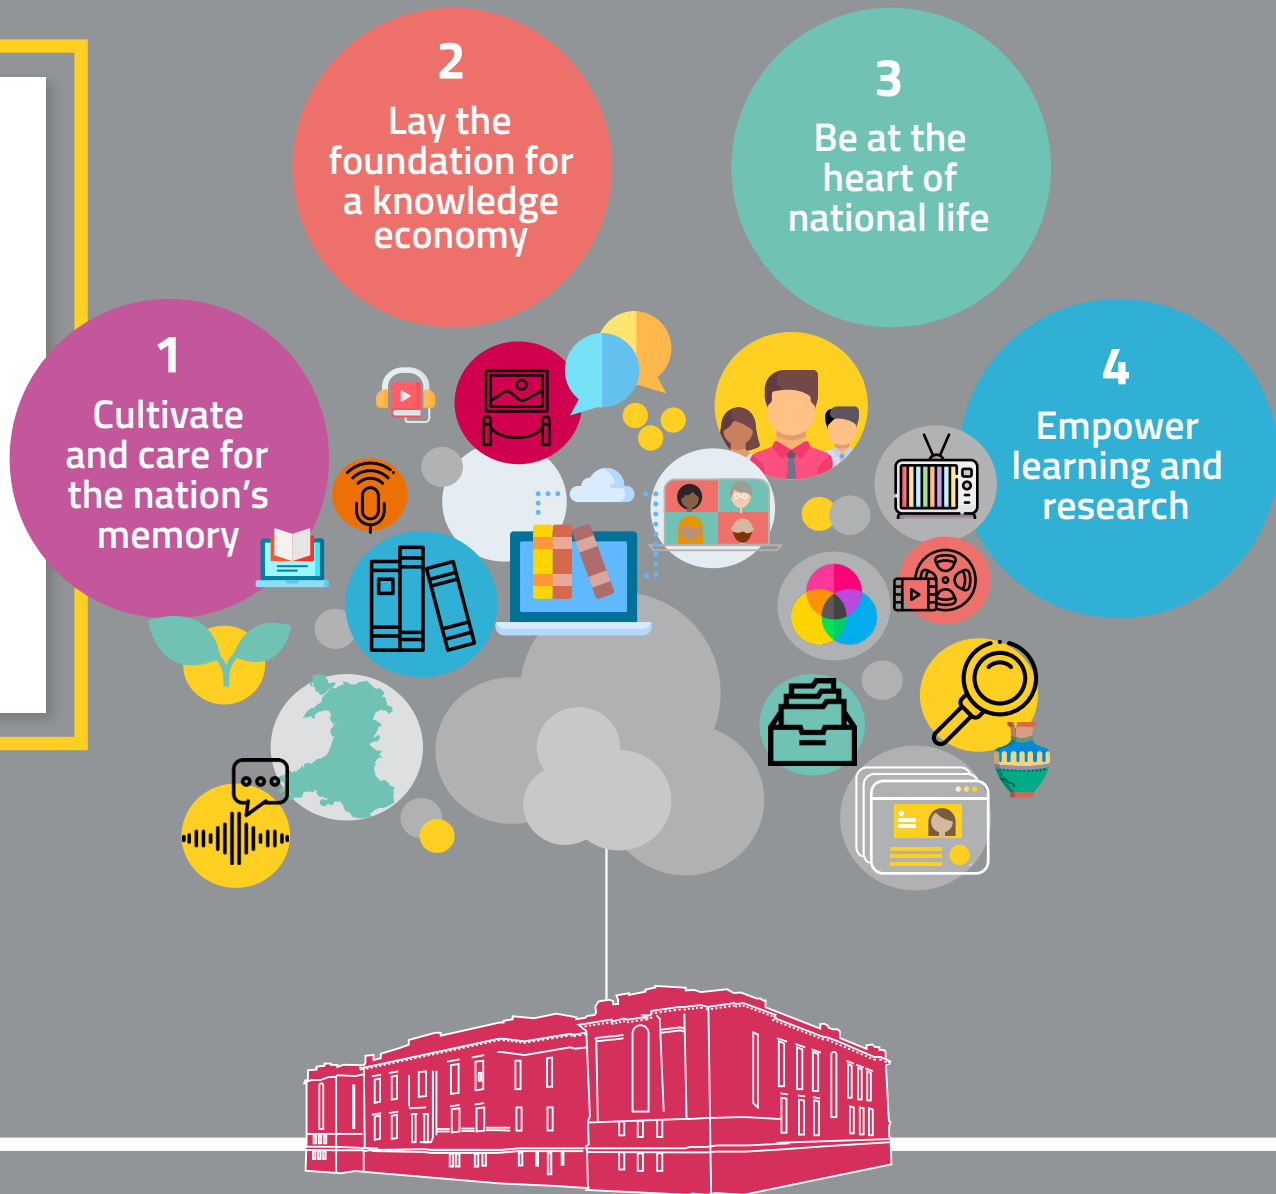 1
Cultivate
and care for
the nation's
memory
2
Lay the
foundation for
a knowledge
economy
3
Be at the
heart of
national life
4
Empower
learning and
research